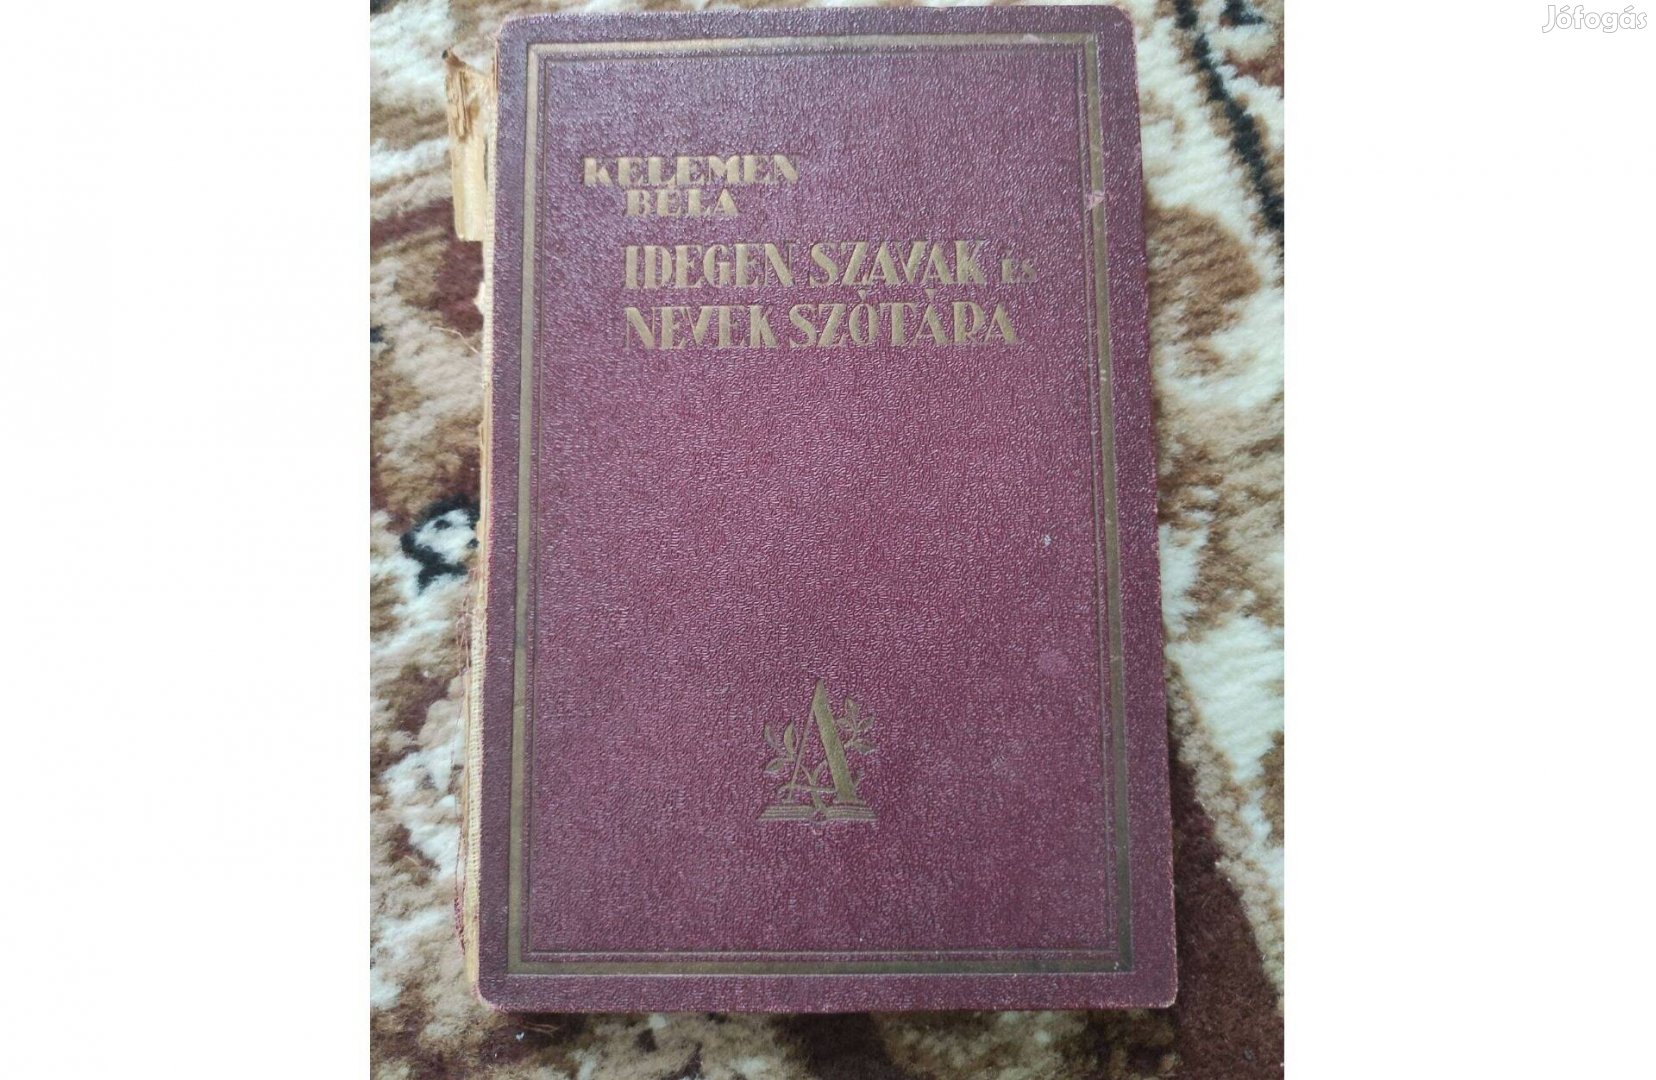 Jófogás
KELEMEN
BÉLA
IDEGEN SZAVAK ÉS
NEVEK SZÓTÁRA
A